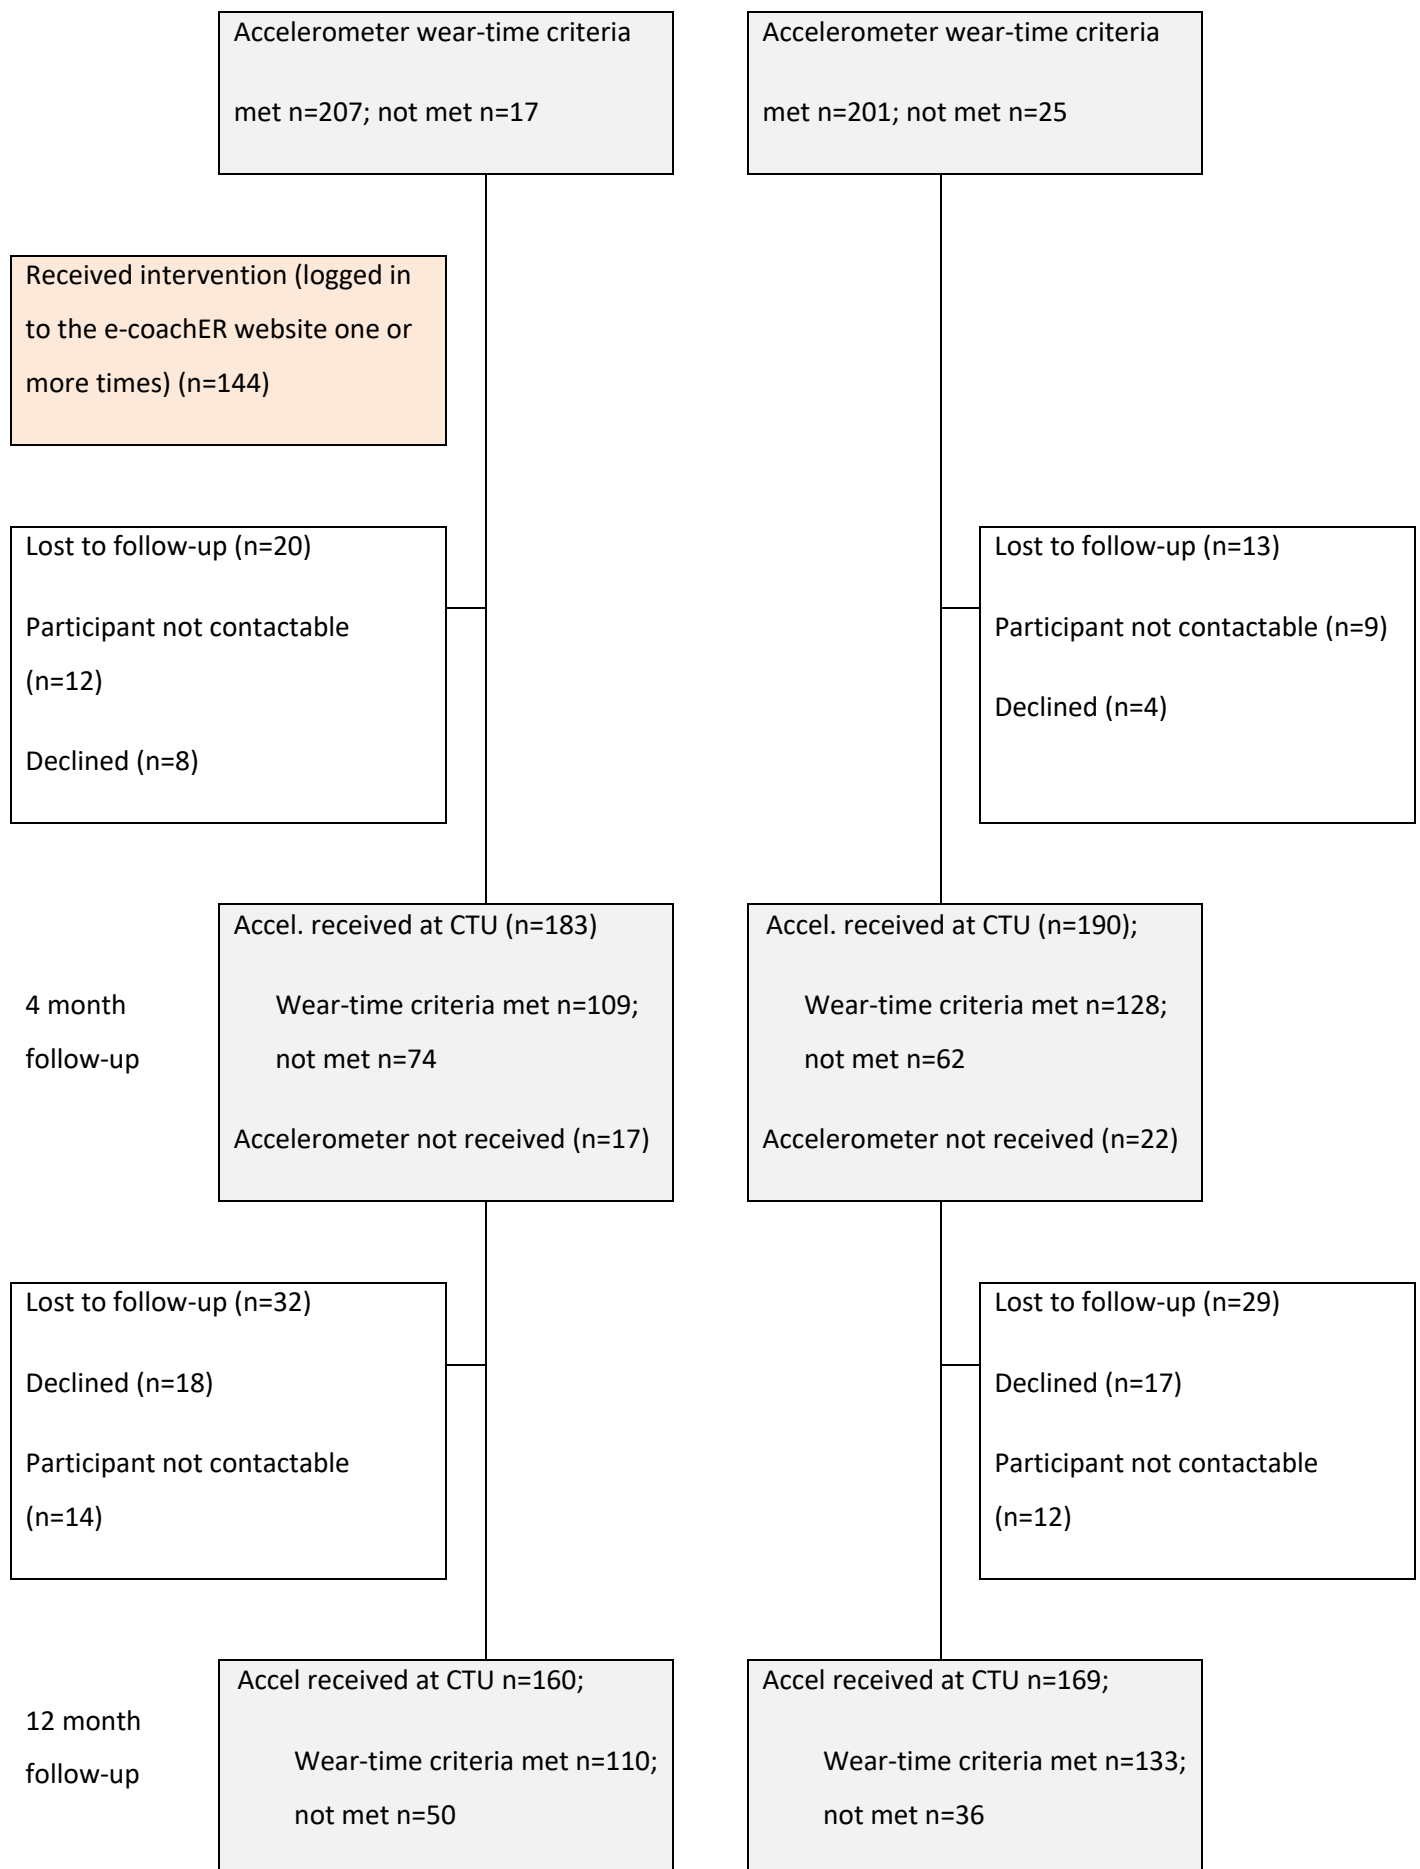 Accelerometer wear-time criteria
met n=207; not met n=17
Accelerometer wear-time criteria
met n=201; not met n=25
Received intervention (logged in
to the e-coachER website one or
more times) (n=144)
Lost to follow-up (n=20)
Participant not contactable
(n=12)
Declined (n=8)
Lost to follow-up (n=13)
Participant not contactable (n=9)
Declined (n=4)
4 month
follow-up
Accel. received at CTU (n=183)
Wear-time criteria met n=109;
not met n=74
Accelerometer not received (n=17)
Accel. received at CTU (n=190);
Wear-time criteria met n=128;
not met n=62
Accelerometer not received (n=22)
Lost to follow-up (n=32)
Declined (n=18)
Participant not contactable
(n=14)
Lost to follow-up (n=29)
Declined (n=17)
Participant not contactable
(n=12)
12 month
follow-up
Accel received at CTU n=160;
Wear-time criteria met n=110;
not met n=50
Accel received at CTU n=169;
Wear-time criteria met n=133;
not met n=36